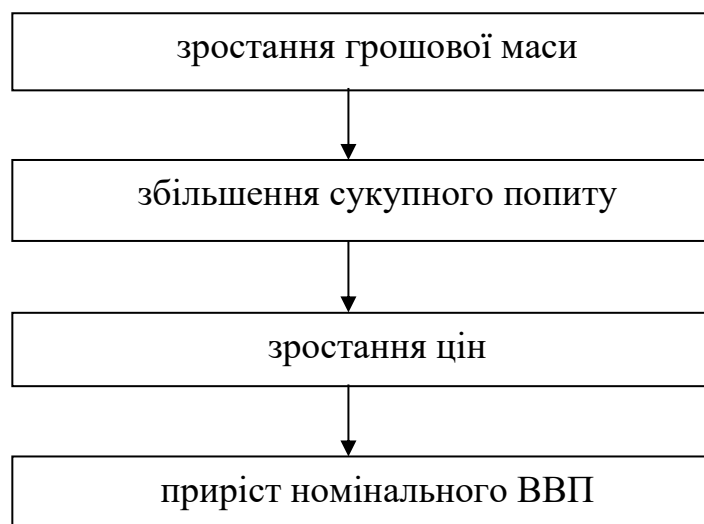 зростання грошової маси
збільшення сукупного попиту
зростання цін
приріст номінального ВВП